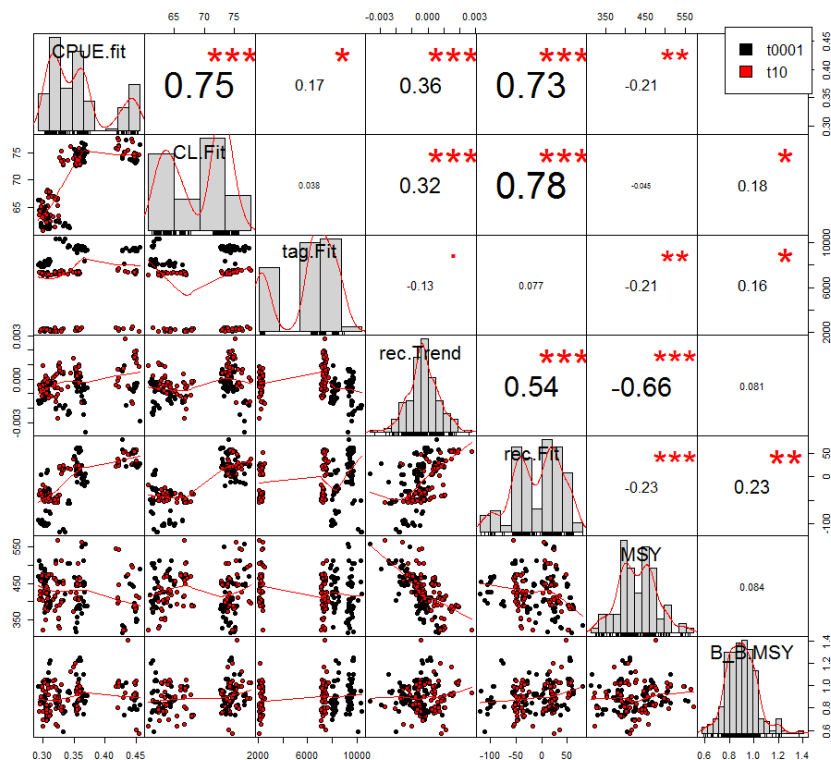 65 70 75 -0.003 0.000 0.003 350 450 550
CPUE.fit 0.75 *** 0.17 * 0.36 *** 0.73 *** -0.21 ** 0.30 0.35 0.40 0.45
t0001
t10
65 70 75 CL.Fit 0.038 0.32 *** 0.78 *** -0.045 0.18 *
tag.Fit -0.13 . 0.077 -0.21 ** 0.16 * 2000 6000 10000
-0.003 0.000 0.003 rec.Trend 0.54 *** -0.66 *** 0.081
rec.Fit -0.23 *** 0.23 ** -100 0 50
350 450 550 MSY 0.084
B_B.MSY 0.6 0.8 1.0 1.2 1.4
0.30 0.35 0.40 0.45 2000 6000 10000 -100 -50 0 50 0.6 0.8 1.0 1.2 1.4